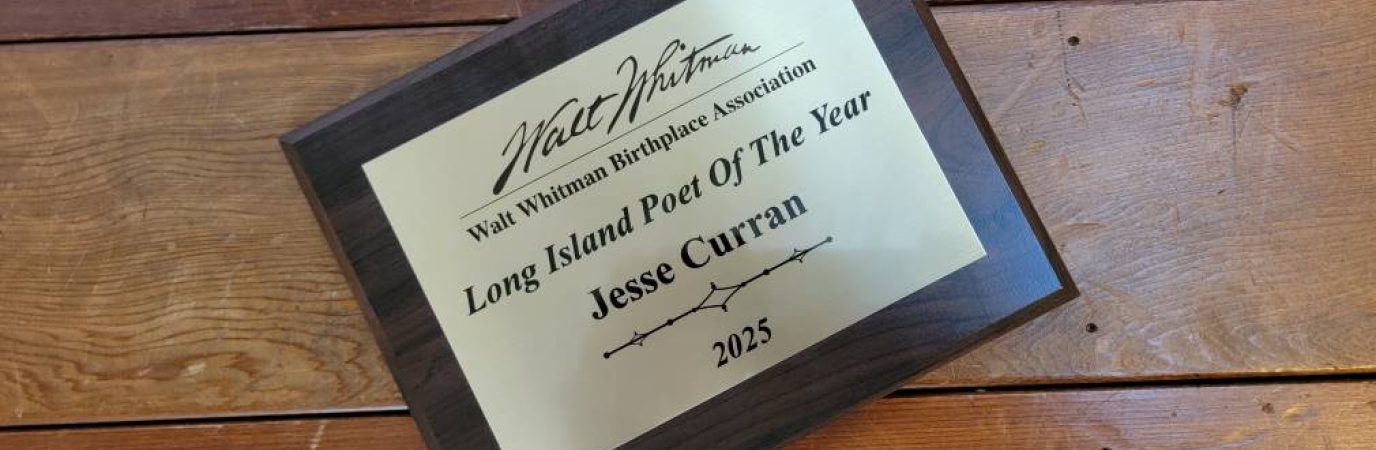 Walt Whitman
Walt Whitman Birthplace Association
Long Island Poet Of The Year
Jesse Curran
2025